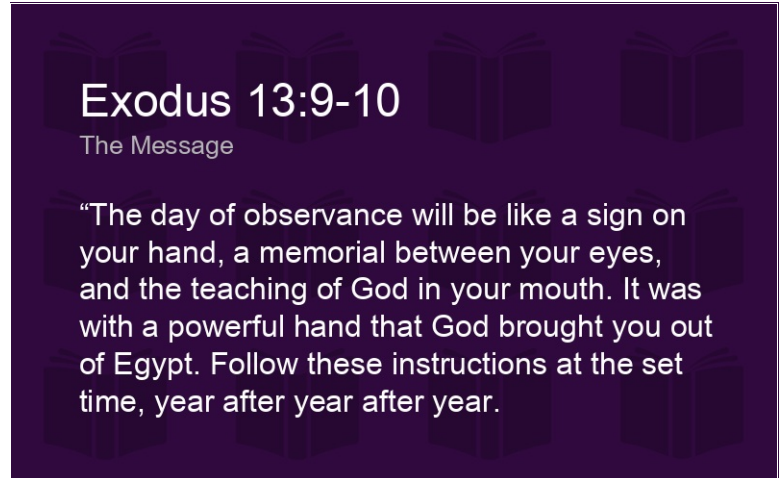 Exodus 13:9-10
The Message
“The day of observance will be like a sign on
your hand, a memorial between your eyes,
and the teaching of God in your mouth. It was
with a powerful hand that God brought you out
of Egypt. Follow these instructions at the set
time, year after year after year.